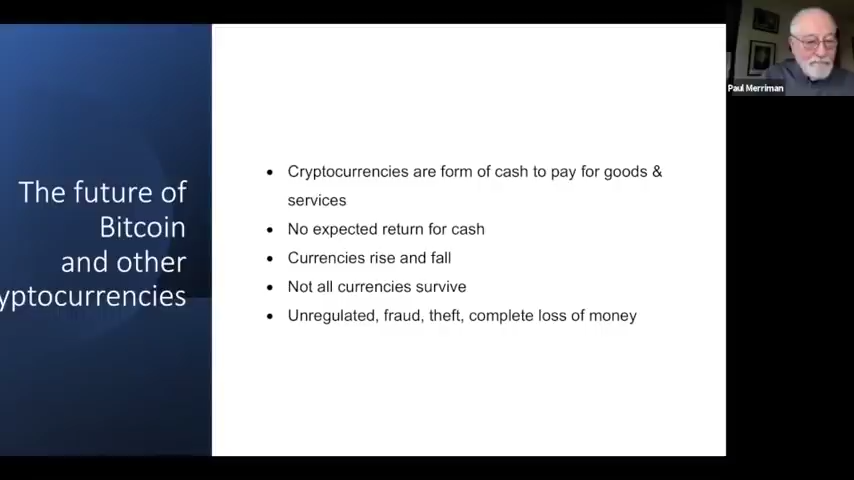 The future of
Bitcoin
and other
yptocurrencies
• Cryptocurrencies are form of cash to pay for goods &
services
• No expected return for cash
• Currencies rise and fall
• Not all currencies survive
• Unregulated, fraud, theft, complete loss of money
Paul Merriman